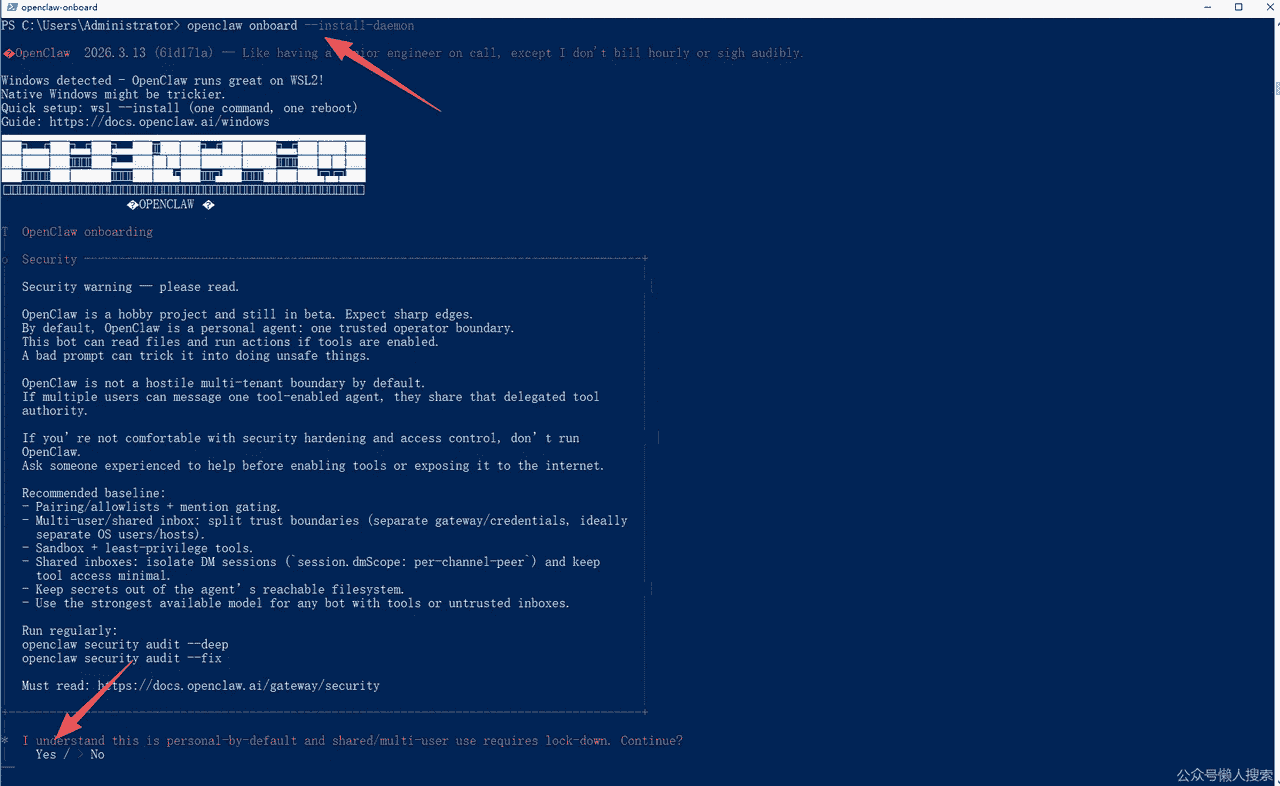 openclaw-onboard
PS C:\Users\Administrator> openclaw onboard --install-daemon
OpenClaw 2026.3.13 (61d171a) — Like having a senior engineer on call, except I don't bill hourly or sigh audibly.
Windows detected - OpenClaw runs great on WSL2!
Native Windows might be trickier.
Quick setup: wsl --install (one command, one reboot)
Guide: https://docs.openclaw.ai/windows
�OPENCLAW �
T OpenClaw onboarding
o Security
Security warning — please read.
OpenClaw is a hobby project and still in beta. Expect sharp edges.
By default, OpenClaw is a personal agent: one trusted operator boundary.
This bot can read files and run actions if tools are enabled.
A bad prompt can trick it into doing unsafe things.
OpenClaw is not a hostile multi-tenant boundary by default.
If multiple users can message one tool-enabled agent, they share that delegated tool
authority.
If you’re not comfortable with security hardening and access control, don’t run
OpenClaw.
Ask someone experienced to help before enabling tools or exposing it to the internet.
Recommended baseline:
- Pairing/allowlists + mention gating.
- Multi-user/shared inbox: split trust boundaries (separate gateway/credentials, ideally
separate OS users/hosts).
- Sandbox + least-privilege tools.
- Shared inboxes: isolate DM sessions (`session.dmScope: per-channel-peer`) and keep
tool access minimal.
- Keep secrets out of the agent’s reachable filesystem.
- Use the strongest available model for any bot with tools or untrusted inboxes.
Run regularly:
openclaw security audit --deep
openclaw security audit --fix
Must read: https://docs.openclaw.ai/gateway/security
* I understand this is personal-by-default and shared/multi-user use requires lock-down. Continue?
Yes / > No
公众号懒人搜索